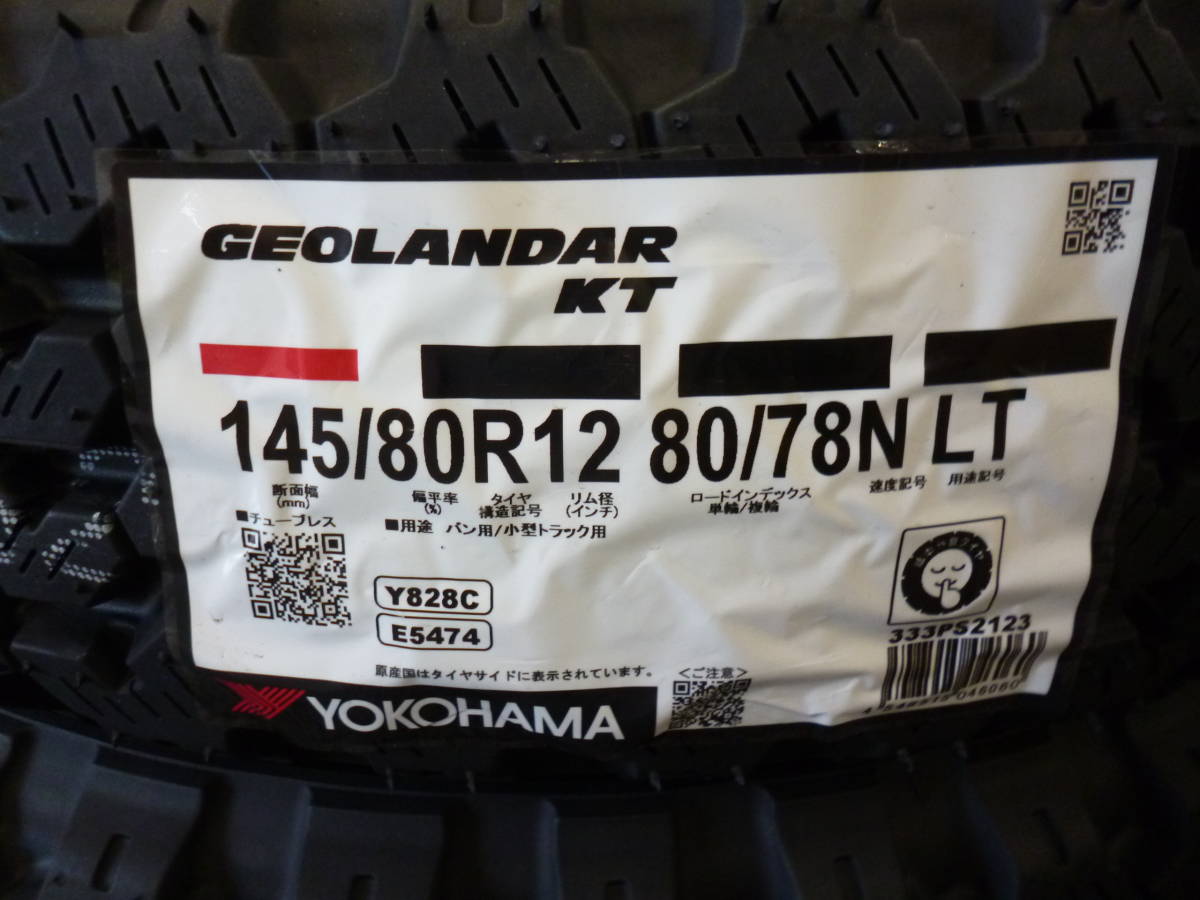 GEOLANDAR
KT
145/80R12 80/78N LT
断面幅
(mm)
偏平率
(%)
タイヤ
構造記号
リム径
(インチ)
ロードインデックス
単輪/複輪
速度記号
用途記号
■チューブレス
■用途 バン用/小型トラック用
Y828C
E5474
333PS2123
原産国はタイヤサイドに表示されています。
<ご注意>
YOKOHAMA